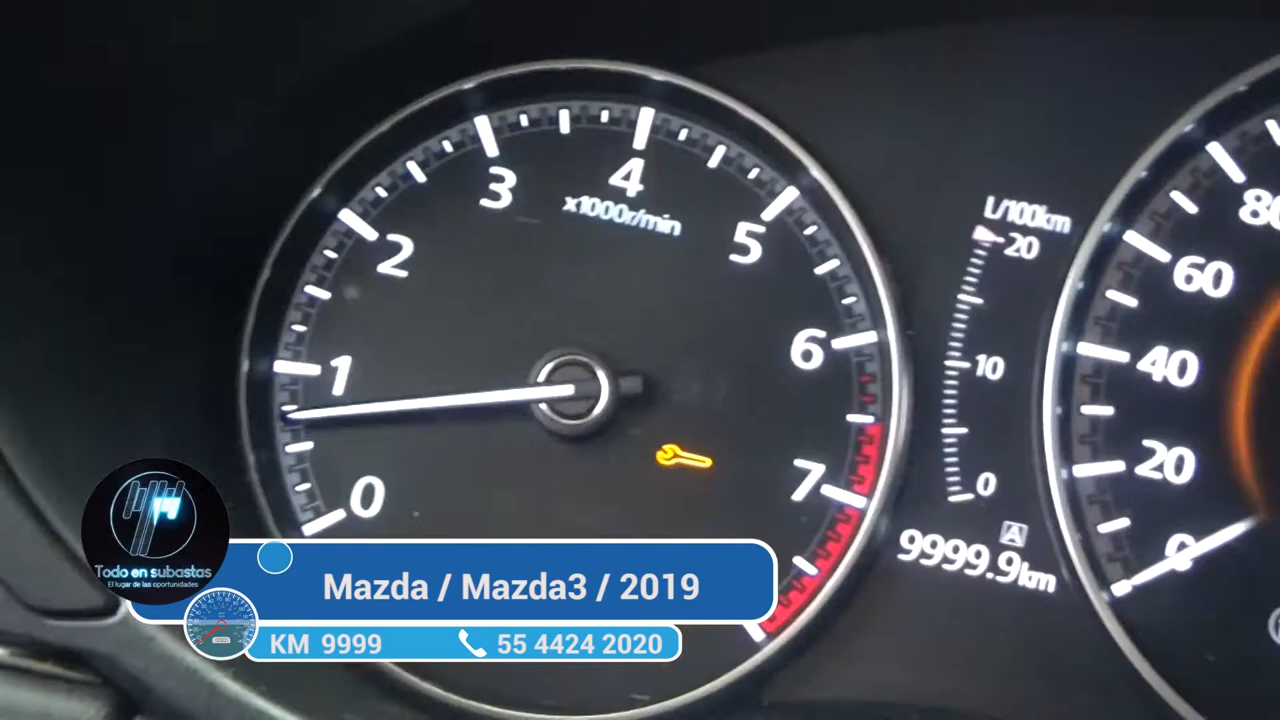 0
1
2
3
4
5
6
7
x1000r/min
L/100km
20
10
0
A
9999.9km
60
40
20
0
Todo en subastas
El lugar de las oportunidades
Mazda / Mazda3 / 2019
KM 9999
55 4424 2020